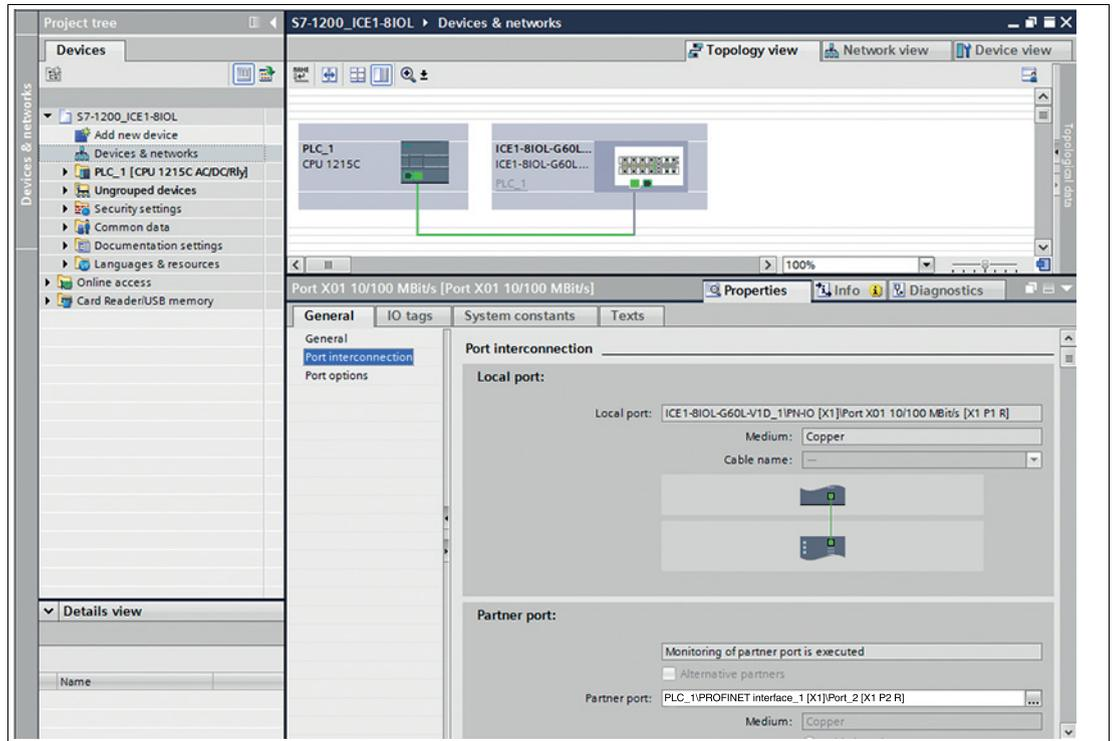 Project tree
S7-1200_ICE1-8IOL ▸ Devices & networks
Devices
Topology view
Network view
Device view
Devices & networks
S7-1200_ICE1-8IOL
Add new device
Devices & networks
PLC_1 [CPU 1215C AC/DC/Rly]
Ungrouped devices
Security settings
Common data
Documentation settings
Languages & resources
Online access
Card Reader/USB memory
PLC_1
CPU 1215C
ICE1-8IOL-G60L...
ICE1-8IOL-G60L...
PLC_1
Topological data
100%
Port X01 10/100 MBit/s [Port X01 10/100 MBit/s]
Properties
Info
Diagnostics
General
IO tags
System constants
Texts
General
Port interconnection
Port options
Port interconnection
Local port:
Local port: ICE1-8IOL-G60L-V1D_1\PN-IO [X1]\Port X01 10/100 MBit/s [X1 P1 R]
Medium: Copper
Cable name: —
Partner port:
Monitoring of partner port is executed
Alternative partners
Partner port: PLC_1\PROFINET interface_1 [X1]\Port_2 [X1 P2 R] ...
Medium: Copper
Details view
Name